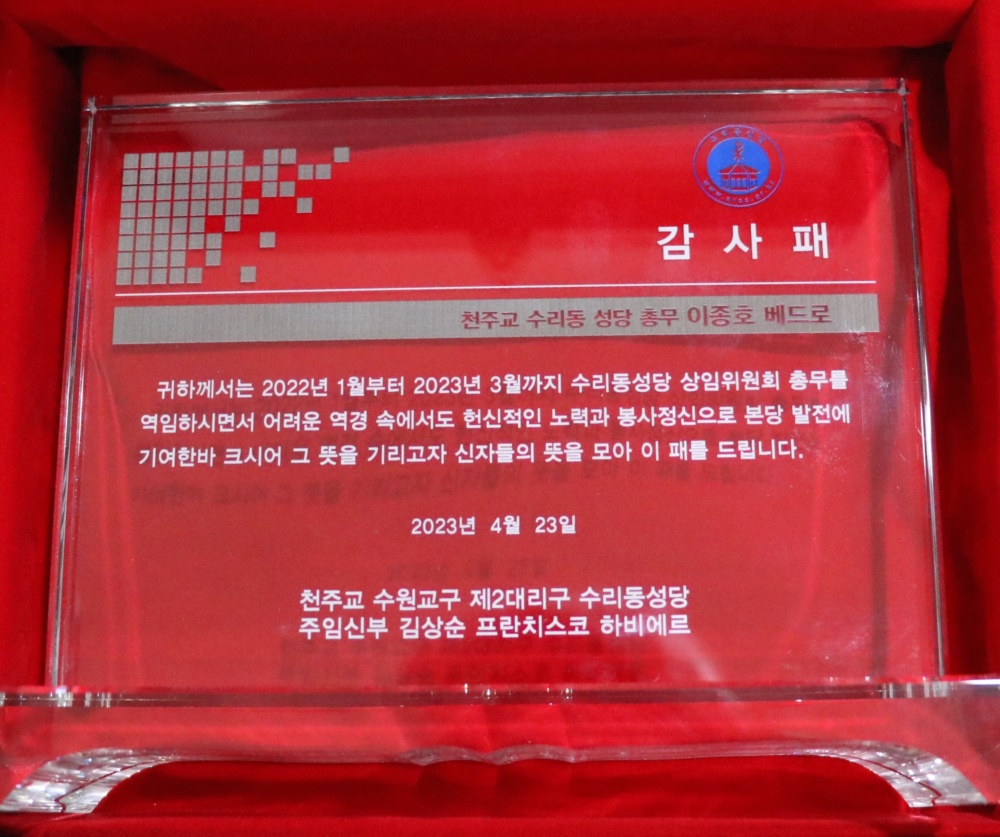 감 사 패
천주교 수리동 성당 총무 이종호 베드로
귀하께서는 2022년 1월부터 2023년 3월까지 수리동성당 상임위원회 총무를
역임하시면서 어려운 역경 속에서도 헌신적인 노력과 봉사정신으로 본당 발전에
기여한바 크시어 그 뜻을 기리고자 신자들의 뜻을 모아 이 패를 드립니다.
2023년 4월 23일
천주교 수원교구 제2대리구 수리동성당
주임신부 김상순 프란치스코 하비에르